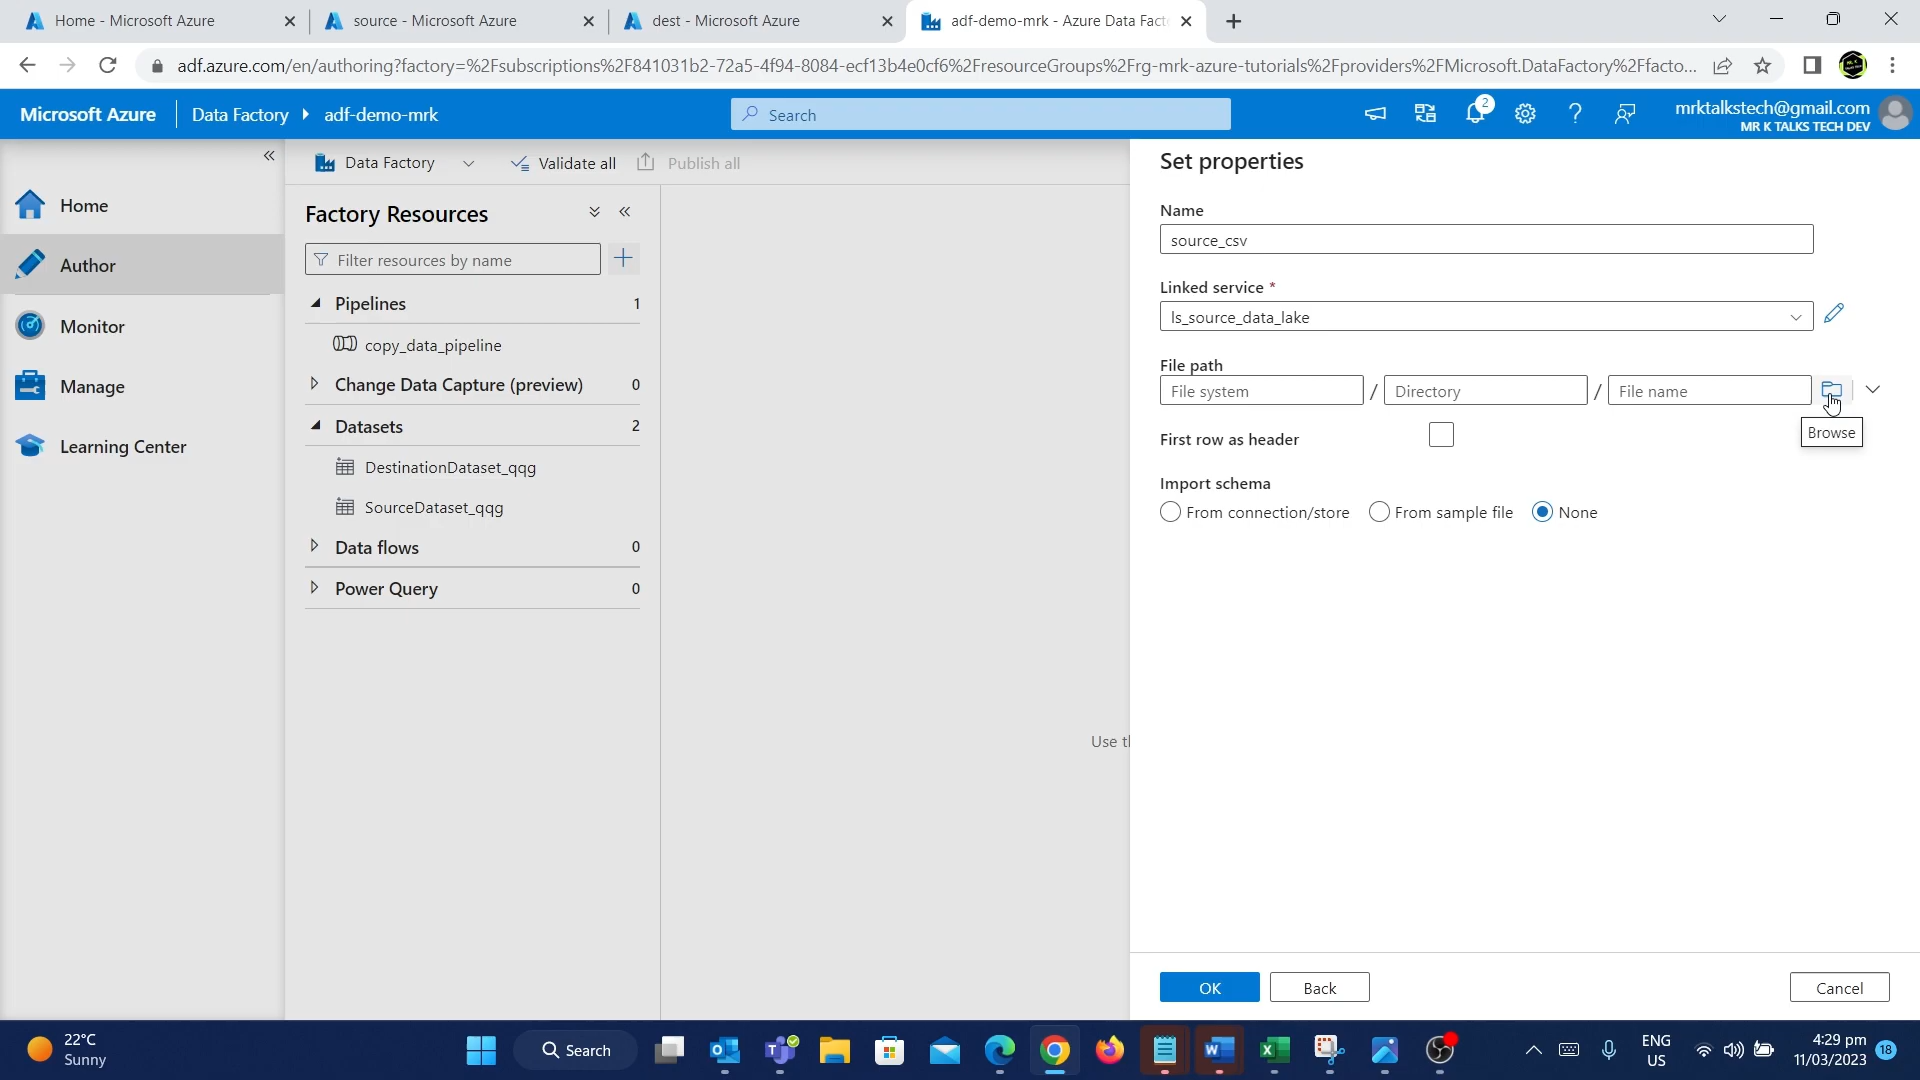 Home - Microsoft Azure
source - Microsoft Azure
dest - Microsoft Azure
adf-demo-mrk - Azure Data Fact
adf.azure.com/en/authoring?factory=%2Fsubscriptions%2F841031b2-72a5-4f94-8084-ecf13b4e0cf6%2FresourceGroups%2Frg-mrk-azure-tutorials%2Fproviders%2FMicrosoft.DataFactory%2Ffacto...
Microsoft Azure
Data Factory
adf-demo-mrk
Search
2
mrktalkstech@gmail.com
MR K TALKS TECH DEV
Home
Author
Monitor
Manage
Learning Center
Data Factory
Validate all
Publish all
Factory Resources
Filter resources by name
Pipelines 1
copy_data_pipeline
Change Data Capture (preview) 0
Datasets 2
DestinationDataset_qqg
SourceDataset_qqg
Data flows 0
Power Query 0
Use th
Set properties
Name
source_csv
Linked service *
ls_source_data_lake
File path
File system / Directory / File name
Browse
First row as header
Import schema
From connection/store From sample file None
OK Back Cancel
22°C
Sunny
Search
ENG
US
4:29 pm
11/03/2023
18